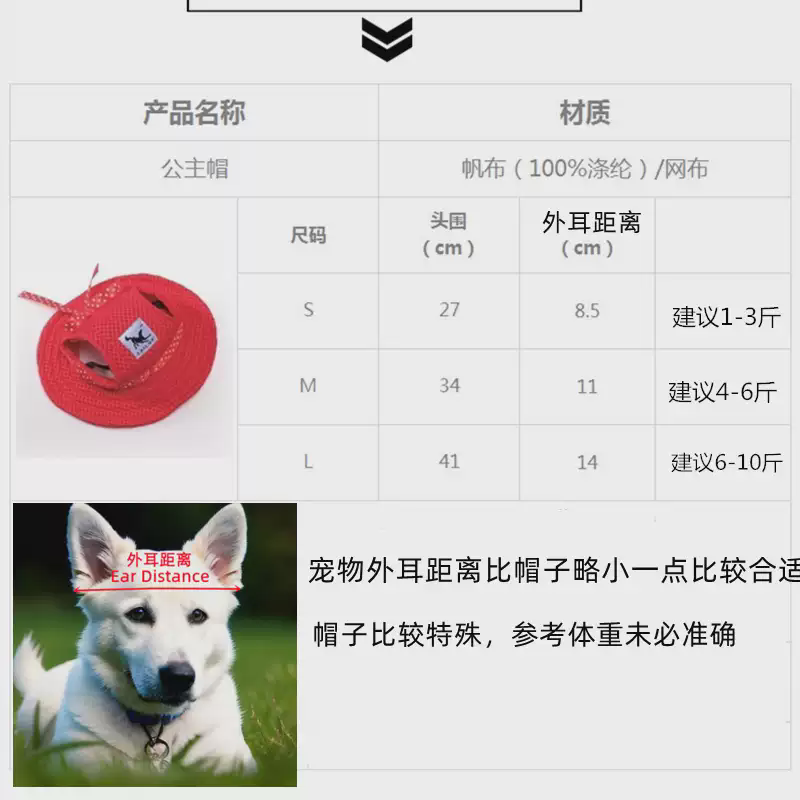 产品名称 材质
公主帽 帆布（100%涤纶）/网布
尺码 头围（cm） 外耳距离（cm）
S 27 8.5 建议1-3斤
M 34 11 建议4-6斤
L 41 14 建议6-10斤
外耳距离
Ear Distance
宠物外耳距离比帽子略小一点比较合适
帽子比较特殊，参考体重未必准确